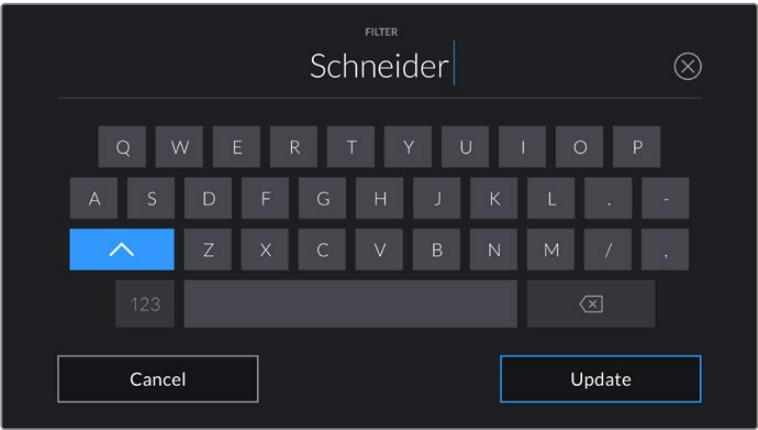 FILTER
Schneider
Q W E R T Y U I O P
A S D F G H J K L . -
Z X C V B N M / ,
123
Cancel Update